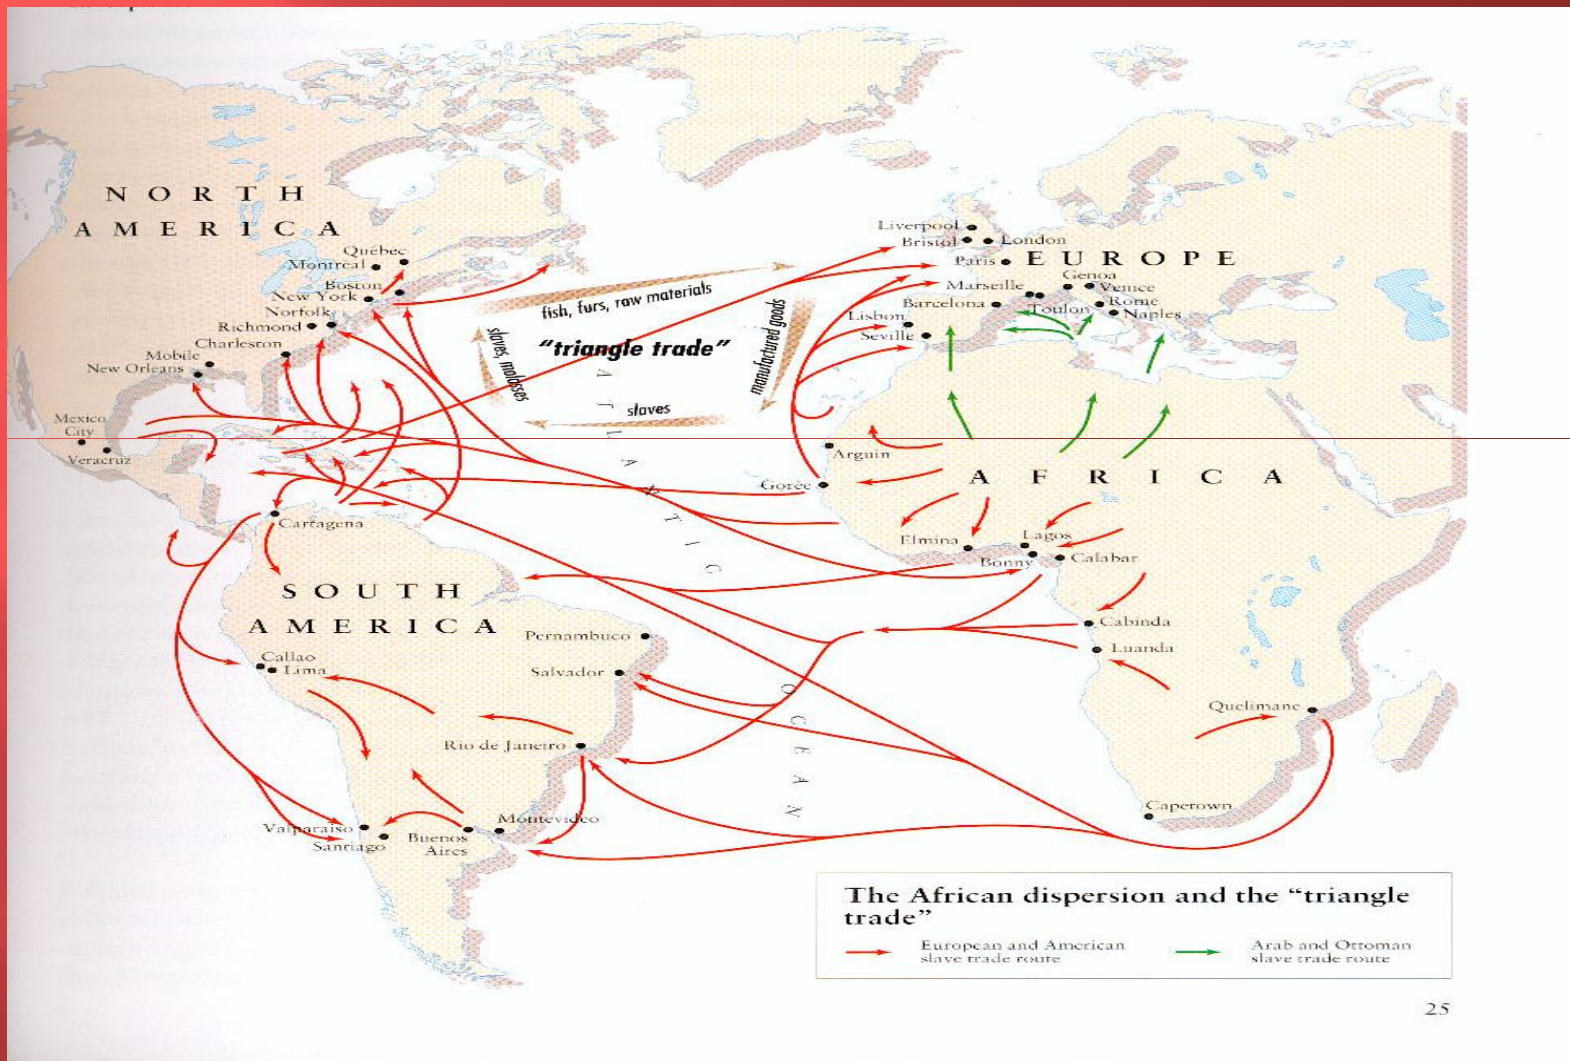 NORTH
AMERICA
Québec
Montreal
Boston
New York
Norfolk
Richmond
Charleston
Mobile
New Orleans
Mexico
City
Veracruz
fish, furs, raw materials
"triangle trade"
slaves, molasses
manufactured goods
slaves
Liverpool
Bristol
London
Paris
EUROPE
Genoa
Marseille
Venice
Barcelona
Toulon
Rome
Naples
Lisbon
Seville
ATLANTIC
OCEAN
Arguin
Gorée
AFRICA
Elmina
Lagos
Bonny
Calabar
Cabinda
Luanda
Quelimane
Capetown
Cartagena
SOUTH
AMERICA
Pernambuco
Callao
Lima
Salvador
Rio de Janeiro
Valparaiso
Santiago
Buenos
Aires
Montevideo
The African dispersion and the "triangle
trade"
European and American
slave trade route
Arab and Ottoman
slave trade route
25